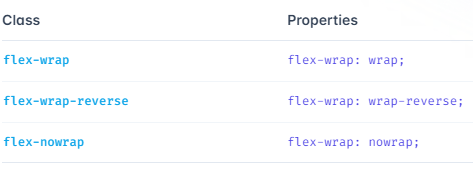 Class Properties
flex-wrap flex-wrap: wrap;
flex-wrap-reverse flex-wrap: wrap-reverse;
flex-nowrap flex-wrap: nowrap;